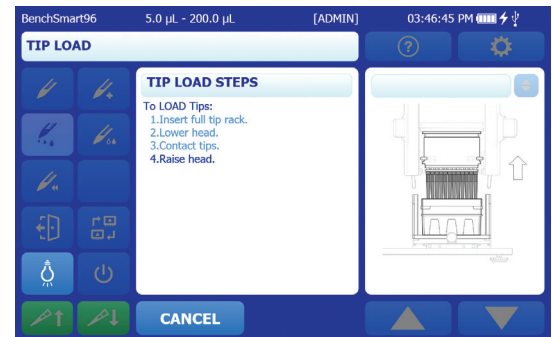 BenchSmart96 5.0 µL - 200.0 µL [ADMIN] 03:46:45 PM
TIP LOAD
?
TIP LOAD STEPS
To LOAD Tips:
1.Insert full tip rack.
2.Lower head.
3.Contact tips.
4.Raise head.
CANCEL